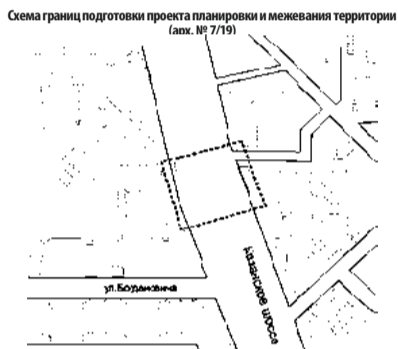 Схема границ подготовки проекта планировки и межевания территории
(арх. № 7/19)
Казанское шоссе
ул.Богдановича